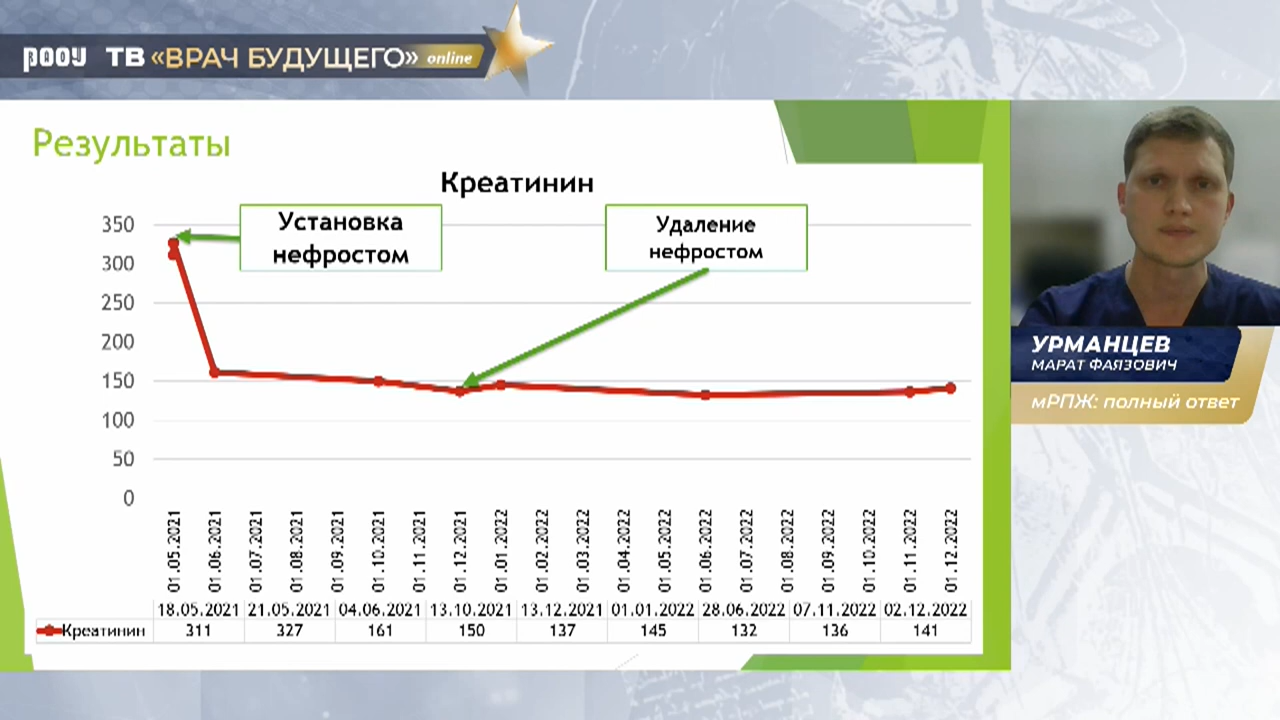 РООУ ТВ «ВРАЧ БУДУЩЕГО» online
Результаты
Креатинин
Установка
нефростом
Удаление
нефростом
350
300
250
200
150
100
50
0
01.05.2021
01.06.2021
01.07.2021
01.08.2021
01.09.2021
01.10.2021
01.11.2021
01.12.2021
01.01.2022
01.02.2022
01.03.2022
01.04.2022
01.05.2022
01.06.2022
01.07.2022
01.08.2022
01.09.2022
01.10.2022
01.11.2022
01.12.2022
18.05.2021 21.05.2021 04.06.2021 13.10.2021 13.12.2021 01.01.2022 28.06.2022 07.11.2022 02.12.2022
Креатинин 311 327 161 150 137 145 132 136 141
УРМАНЦЕВ
МАРАТ ФАЯЗОВИЧ
мРПЖ: полный ответ